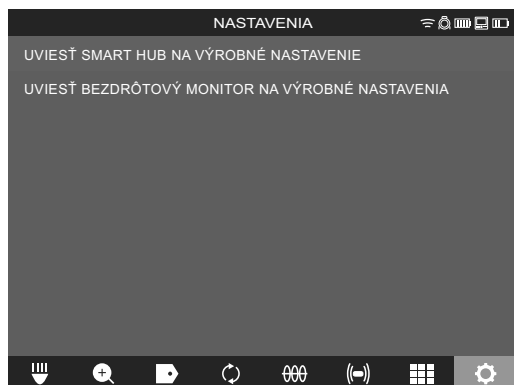 NASTAVENIA
UVIESŤ SMART HUB NA VÝROBNÉ NASTAVENIE
UVIESŤ BEZDRÔTOVÝ MONITOR NA VÝROBNÉ NASTAVENIA